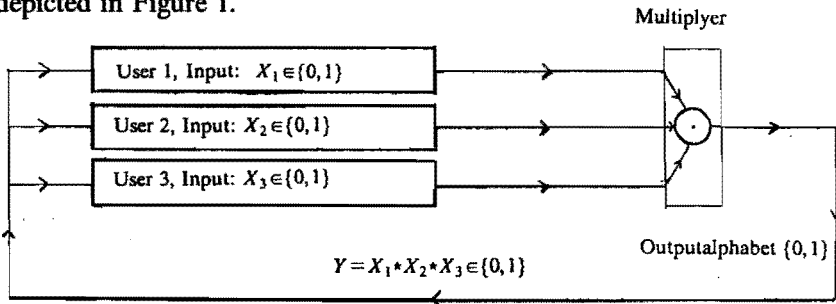 depicted in Figure 1.
Multiplyer
User 1, Input: X₁∈{0,1}
User 2, Input: X₂∈{0,1}
·
User 3, Input: X₃∈{0,1}
Outputalphabet {0,1}
Y=X₁*X₂*X₃∈{0,1}